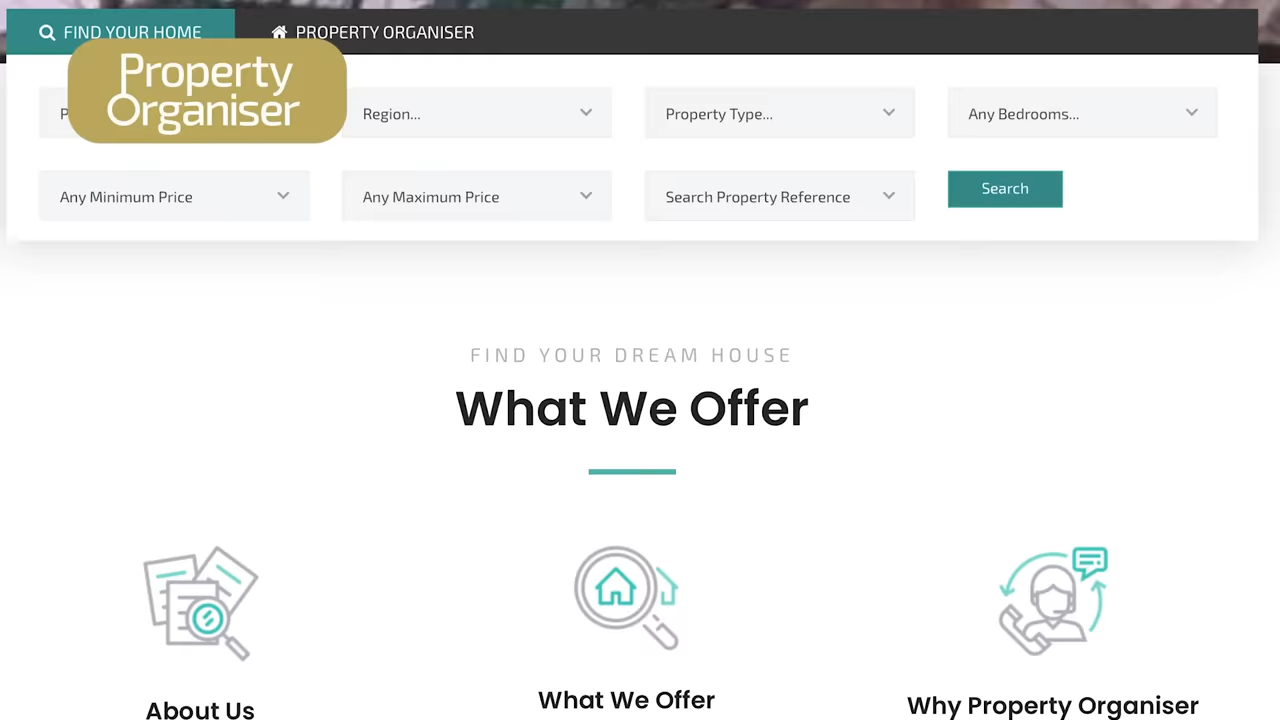 FIND YOUR HOME
PROPERTY ORGANISER
Property
Organiser
Region...
Property Type...
Any Bedrooms...
Any Minimum Price
Any Maximum Price
Search Property Reference
Search
FIND YOUR DREAM HOUSE
What We Offer
About Us
What We Offer
Why Property Organiser